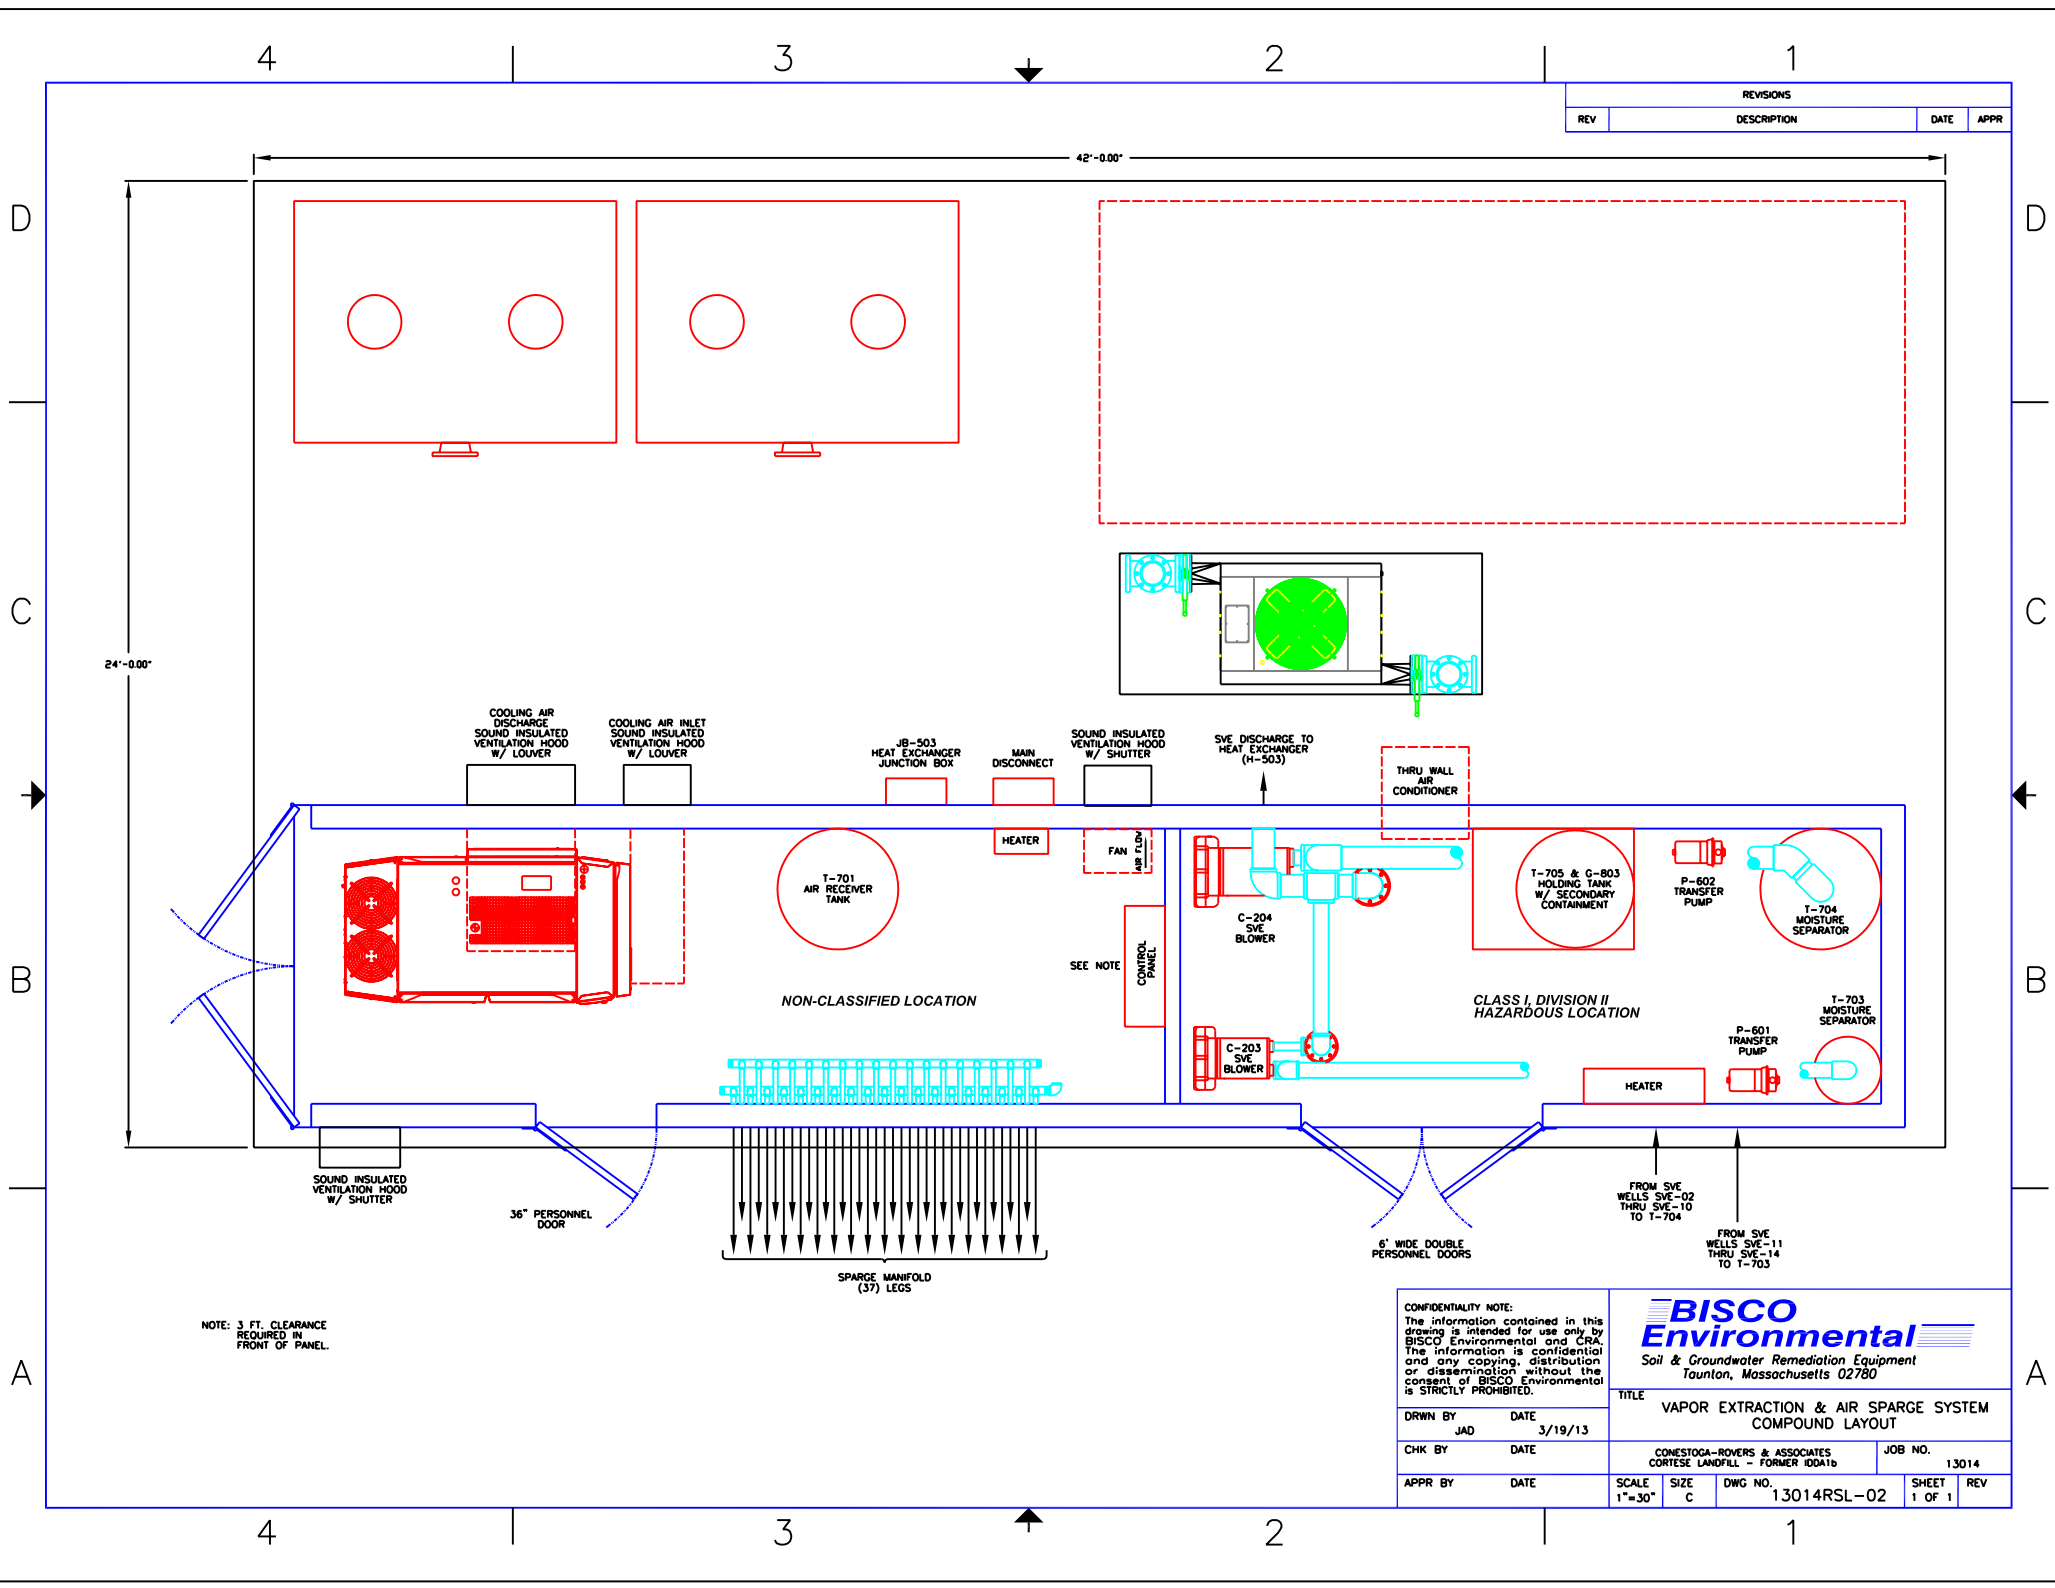 4 3 2 1
REVISIONS
REV DESCRIPTION DATE APPR
42'-0.00"
D D
C C
24'-0.00"
COOLING AIR
DISCHARGE
SOUND INSULATED
VENTILATION HOOD
W/ LOUVER
COOLING AIR INLET
SOUND INSULATED
VENTILATION HOOD
W/ LOUVER
JB-503
HEAT EXCHANGER
JUNCTION BOX
MAIN
DISCONNECT
SOUND INSULATED
VENTILATION HOOD
W/ SHUTTER
SVE DISCHARGE TO
HEAT EXCHANGER
(H-503)
THRU WALL
AIR
CONDITIONER
HEATER
FAN
AIR FLOW
T-701
AIR RECEIVER
TANK
C-204
SVE
BLOWER
T-705 & G-803
HOLDING TANK
W/ SECONDARY
CONTAINMENT
P-602
TRANSFER
PUMP
T-704
MOISTURE
SEPARATOR
B B
SEE NOTE
CONTROL
PANEL
NON-CLASSIFIED LOCATION
CLASS I, DIVISION II
HAZARDOUS LOCATION
T-703
MOISTURE
SEPARATOR
P-601
TRANSFER
PUMP
C-203
SVE
BLOWER
HEATER
SOUND INSULATED
VENTILATION HOOD
W/ SHUTTER
36" PERSONNEL
DOOR
SPARGE MANIFOLD
(37) LEGS
6' WIDE DOUBLE
PERSONNEL DOORS
FROM SVE
WELLS SVE-02
THRU SVE-10
TO T-704
FROM SVE
WELLS SVE-11
THRU SVE-14
TO T-703
NOTE: 3 FT. CLEARANCE
REQUIRED IN
FRONT OF PANEL.
A A
CONFIDENTIALITY NOTE:
The information contained in this
drawing is intended for use only by
BISCO Environmental and CRA.
The information is confidential
and any copying, distribution
or dissemination without the
consent of BISCO Environmental
is STRICTLY PROHIBITED.
BISCO
Environmental
Soil & Groundwater Remediation Equipment
Taunton, Massachusetts 02780
TITLE
VAPOR EXTRACTION & AIR SPARGE SYSTEM
COMPOUND LAYOUT
DRWN BY DATE
JAD 3/19/13
CHK BY DATE
CONESTOGA-ROVERS & ASSOCIATES
CORTESE LANDFILL - FORMER IDDA1b
JOB NO.
13014
APPR BY DATE
SCALE
1"=30"
SIZE
C
DWG NO.
13014RSL-02
SHEET
1 OF 1
REV
4 3 2 1